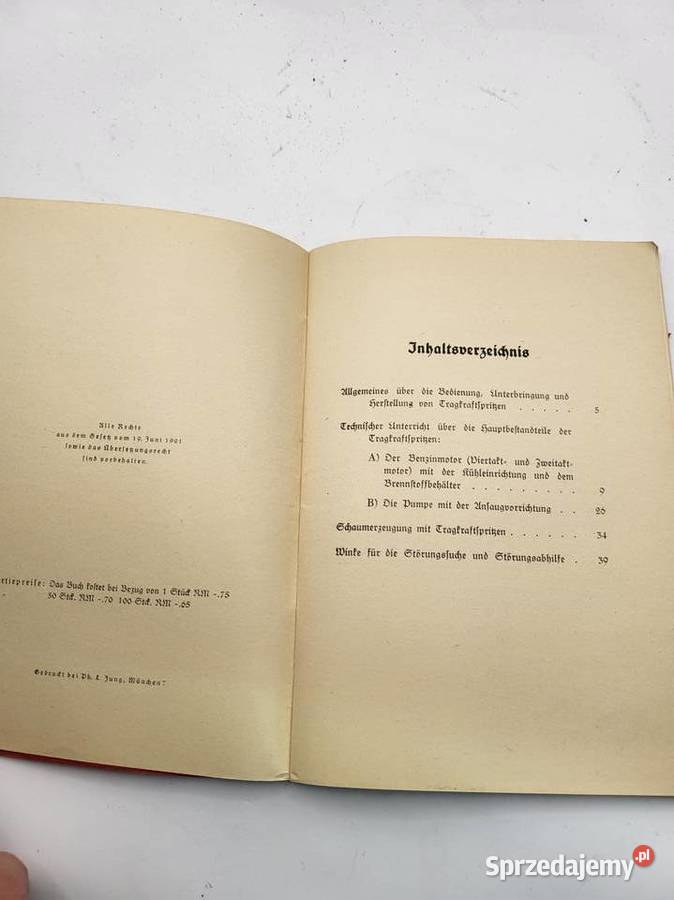 Alle Rechte
aus dem Gesetz vom 19. Juni 1901
sowie das Übersetzungsrecht
sind vorbehalten.
rtiepreise: Das Buch kostet bei Bezug von 1 Stück RM -.75
50 Stck. RM -.70 100 Stck. RM -.65
Gedruckt bei Ph. L. Jung, München 7
Inhaltsverzeichnis
Allgemeines über die Bedienung, Unterbringung und
Herstellung von Tragkraftspritzen . . . . . 5
Technischer Unterricht über die Hauptbestandteile der
Tragkraftspritzen:
A) Der Benzinmotor (Viertakt- und Zweitakt-
motor) mit der Kühleinrichtung und dem
Brennstoffbehälter . . . . . . . . . 9
B) Die Pumpe mit der Ansaugvorrichtung . . 26
Schaumerzeugung mit Tragkraftspritzen . . . . . 34
Winke für die Störungssuche und Störungsabhilfe . 39
Sprzedajemy.pl